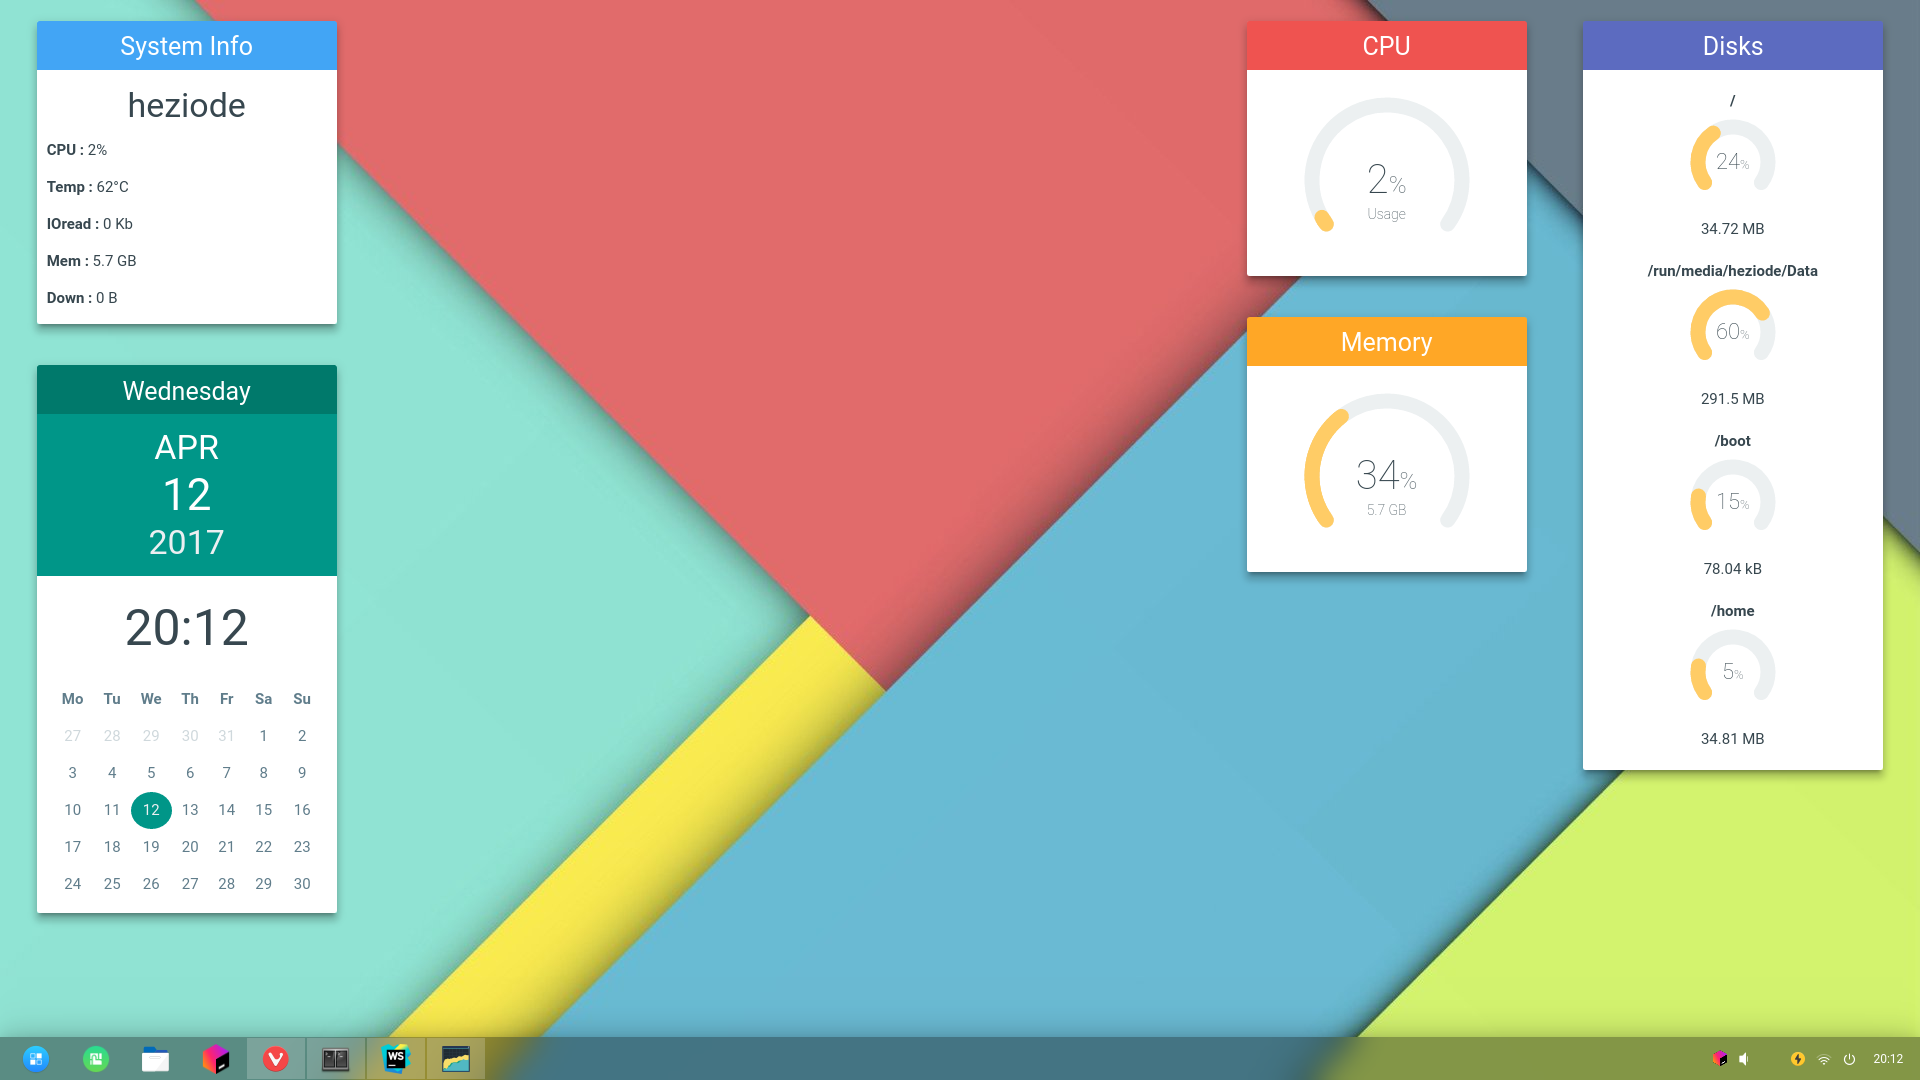 System Info
heziode
CPU : 2%
Temp : 62°C
IOread : 0 Kb
Mem : 5.7 GB
Down : 0 B
Wednesday
APR
12
2017
20:12
Mo Tu We Th Fr Sa Su
27 28 29 30 31 1 2
3 4 5 6 7 8 9
10 11 12 13 14 15 16
17 18 19 20 21 22 23
24 25 26 27 28 29 30
CPU
2%
Usage
Memory
34%
5.7 GB
Disks
/
24%
34.72 MB
/run/media/heziode/Data
60%
291.5 MB
/boot
15%
78.04 kB
/home
5%
34.81 MB
WS
20:12